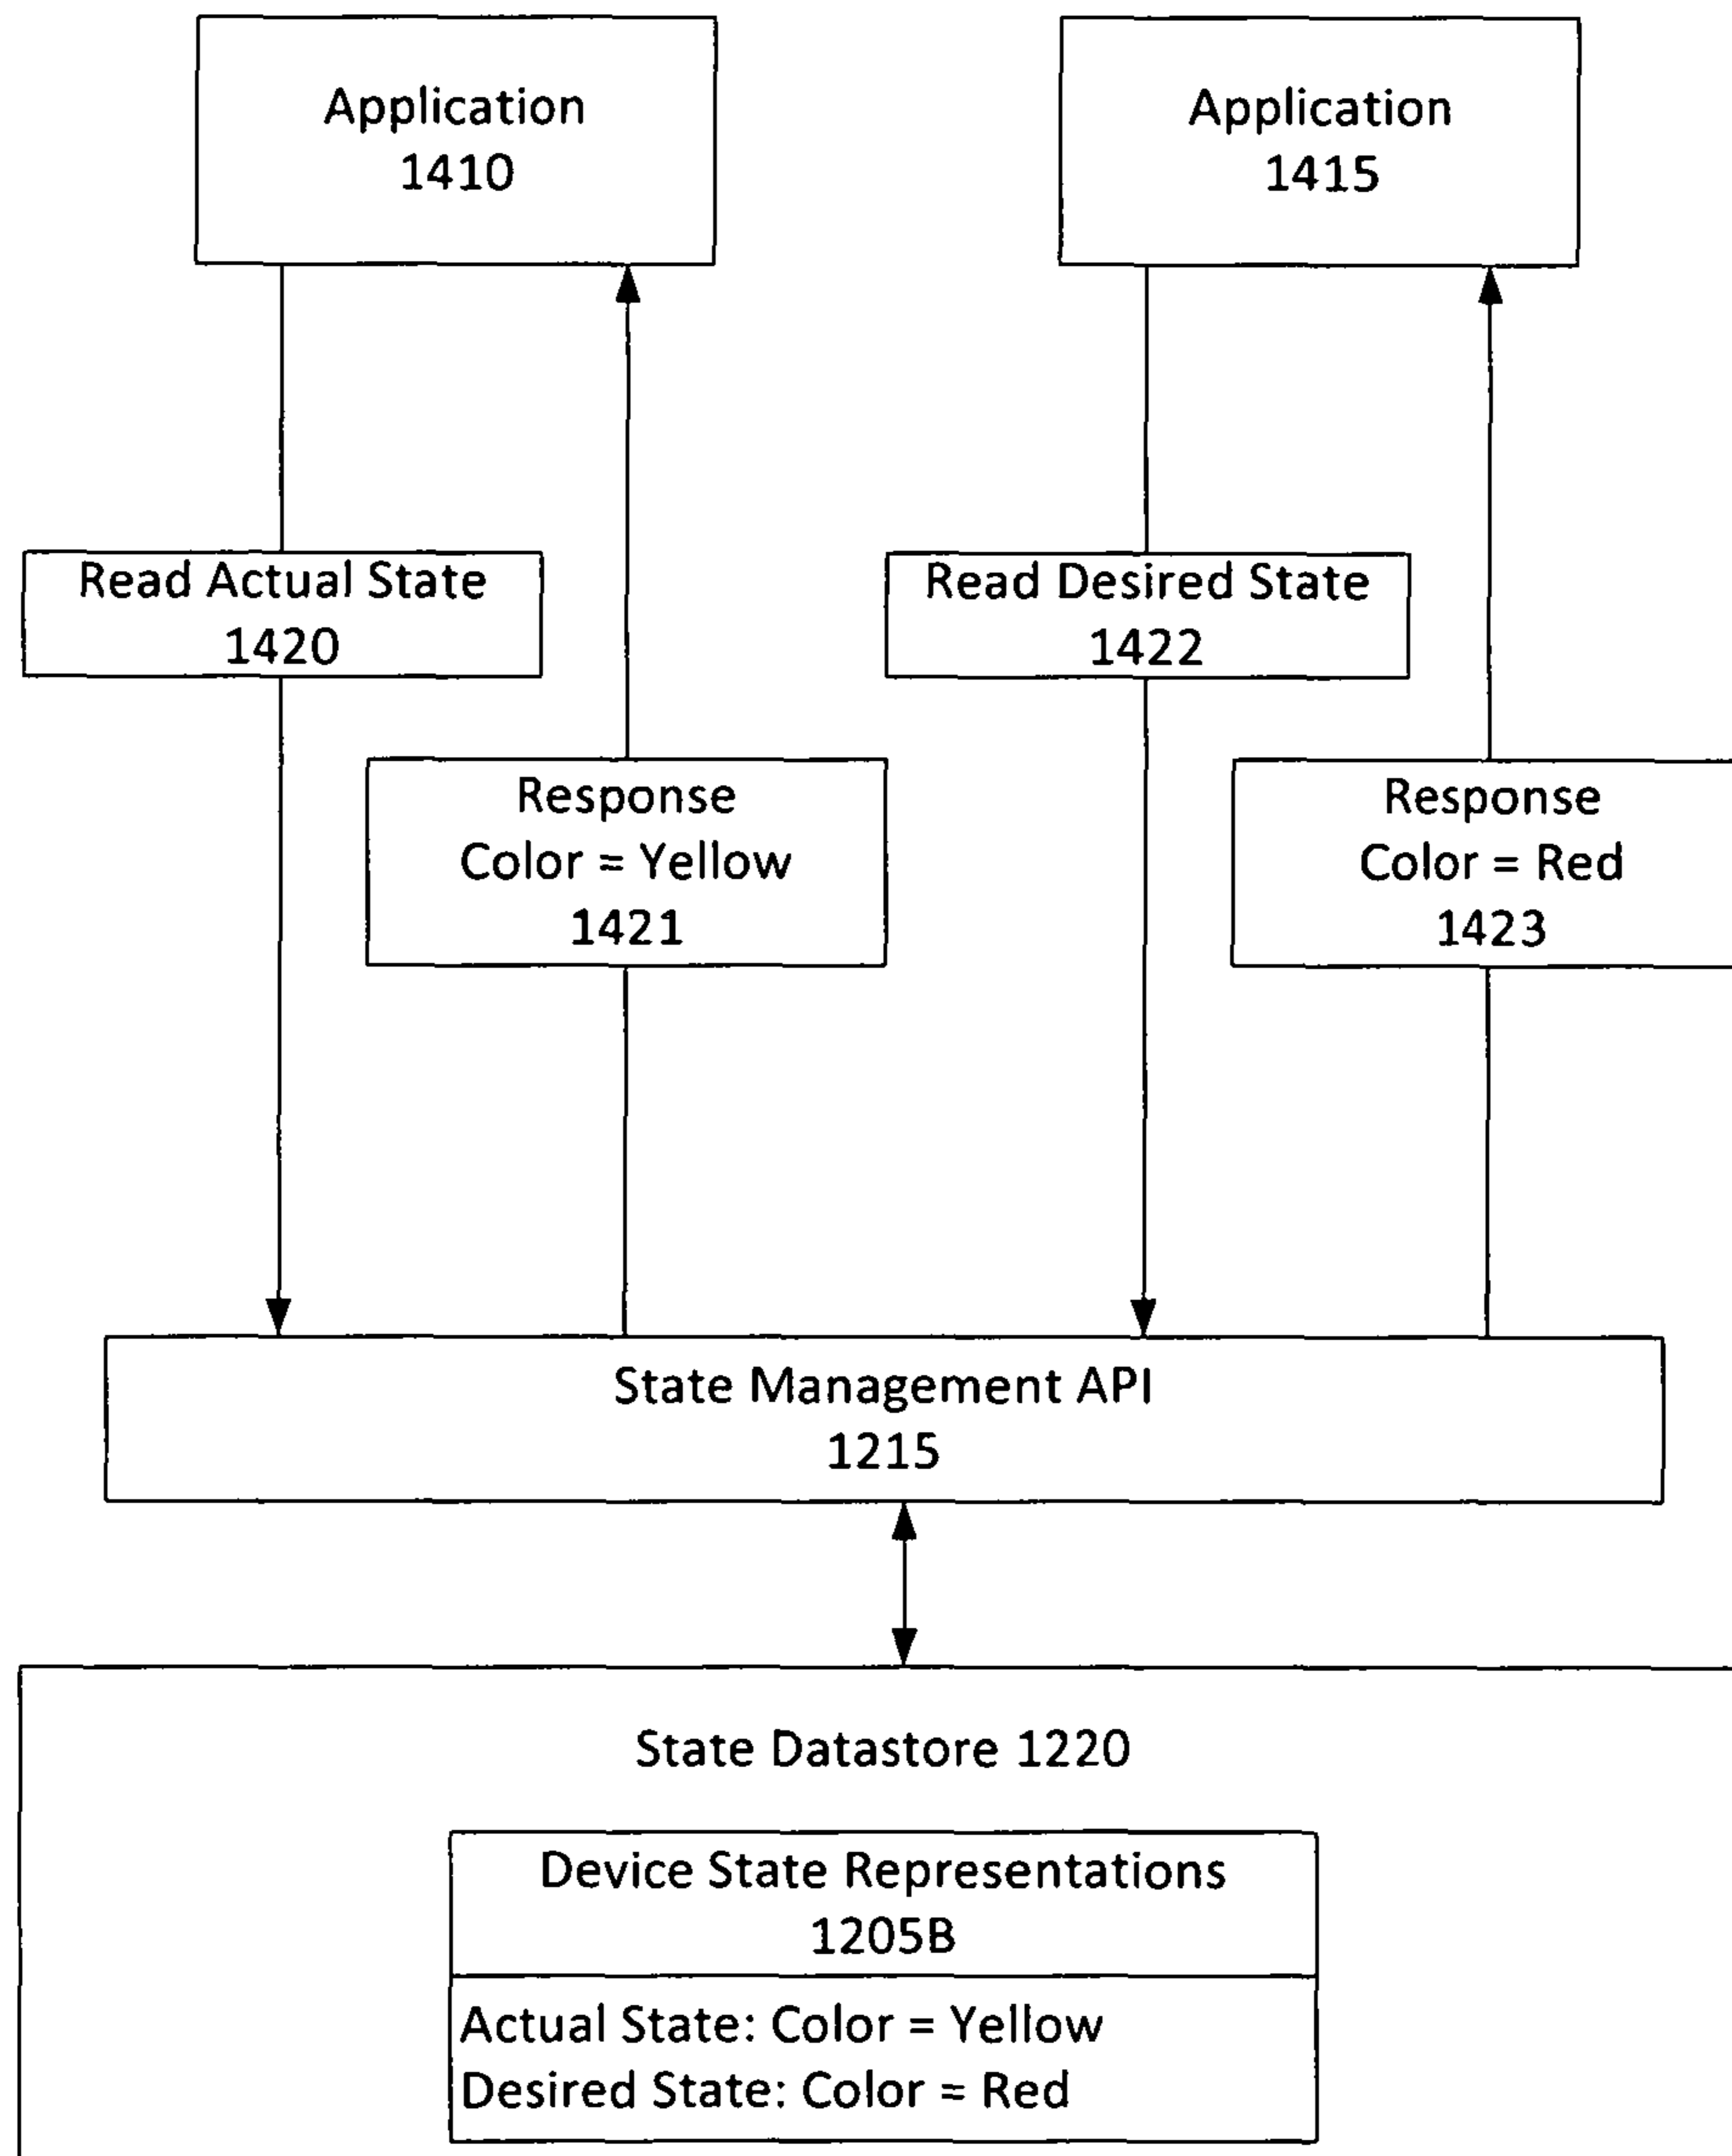 Application
1410
Application
1415
Read Actual State
1420
Read Desired State
1422
Response
Color = Yellow
1421
Response
Color = Red
1423
State Management API
1215
State Datastore 1220
Device State Representations
1205B
Actual State: Color = Yellow
Desired State: Color = Red